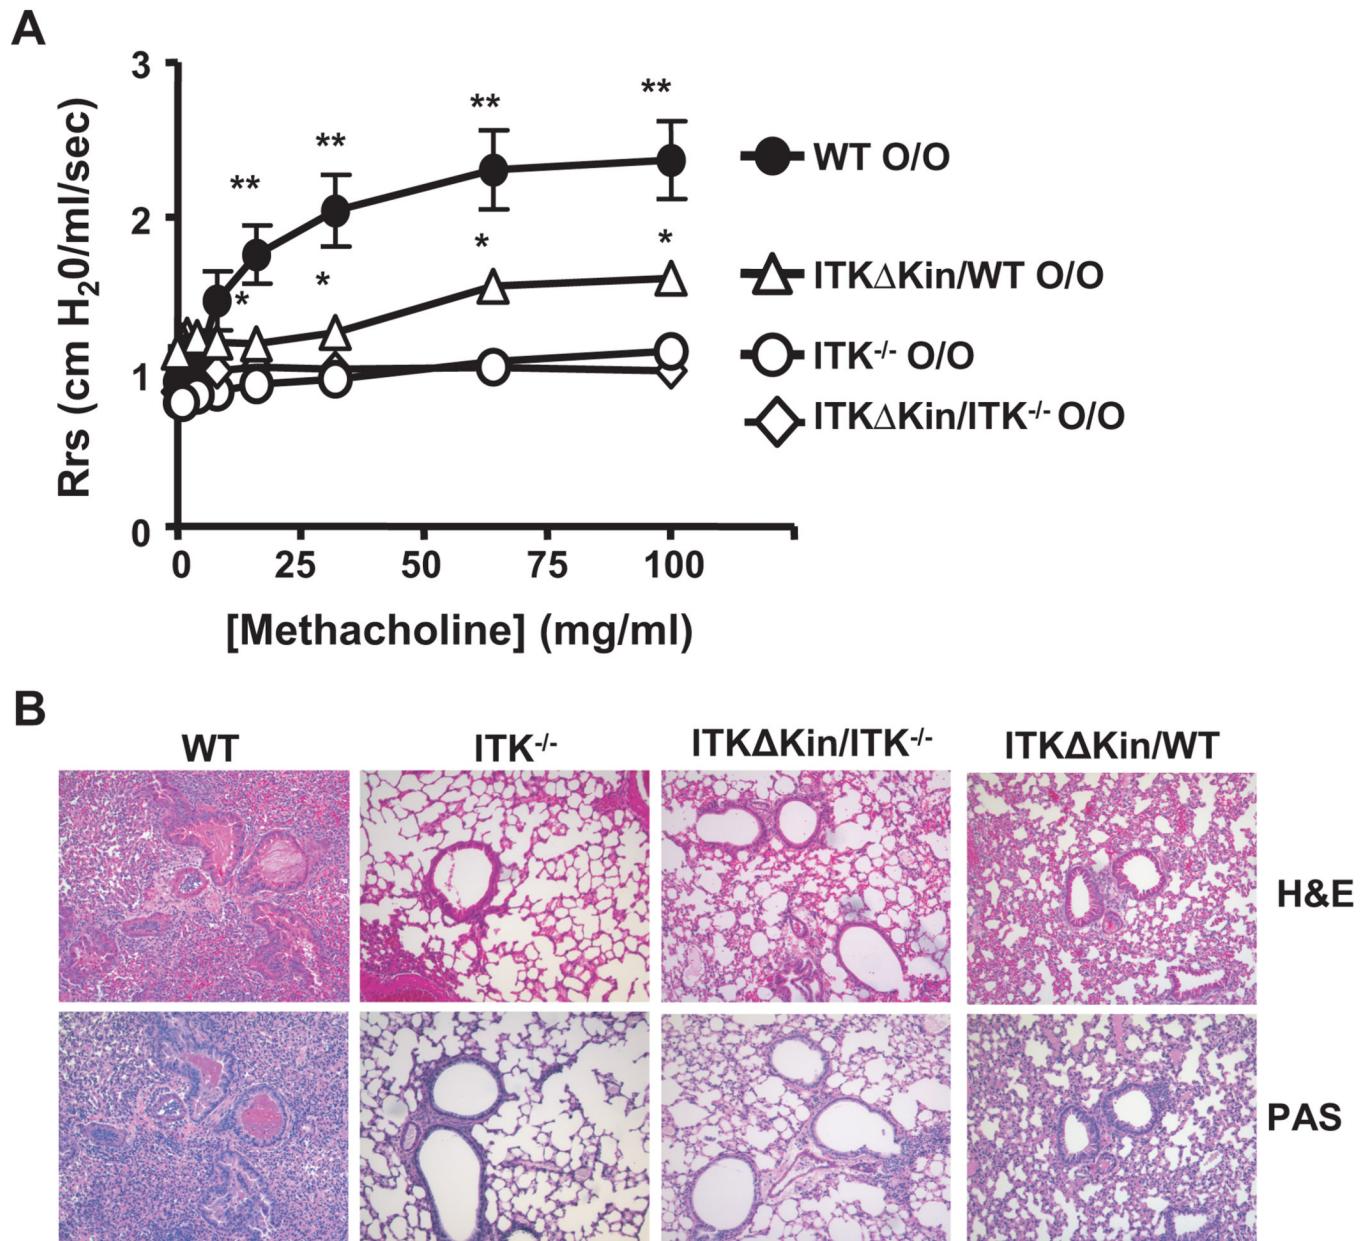 A
3
2
1
0
Rrs (cm H₂0/ml/sec)
** ** ** **
* * * *
0 25 50 75 100
[Methacholine] (mg/ml)
WT O/O
ITKΔKin/WT O/O
ITK⁻/⁻ O/O
ITKΔKin/ITK⁻/⁻ O/O
B
WT ITK⁻/⁻ ITKΔKin/ITK⁻/⁻ ITKΔKin/WT
H&E
PAS